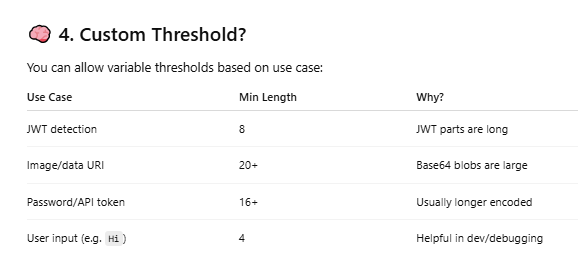 🧠 4. Custom Threshold?
You can allow variable thresholds based on use case:
Use Case Min Length Why?
JWT detection 8 JWT parts are long
Image/data URI 20+ Base64 blobs are large
Password/API token 16+ Usually longer encoded
User input (e.g. Hi ) 4 Helpful in dev/debugging